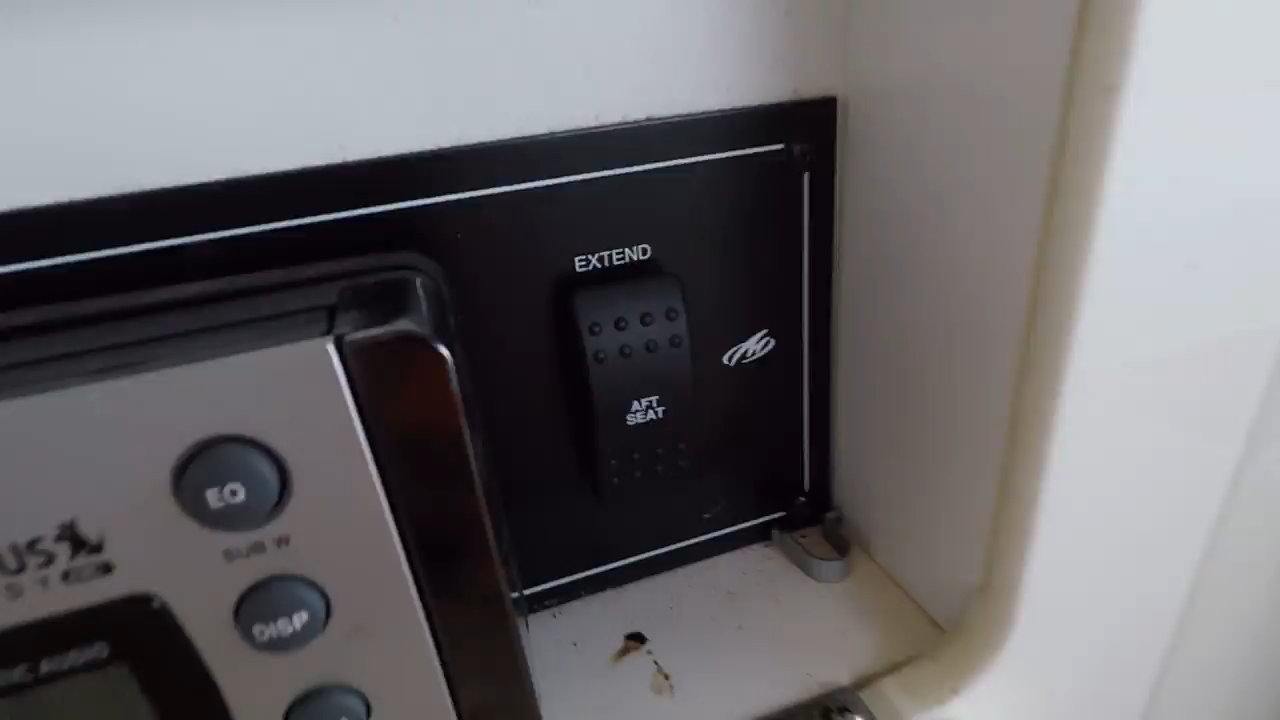 EXTEND
AFT
SEAT
EQ
SUB W
DISP